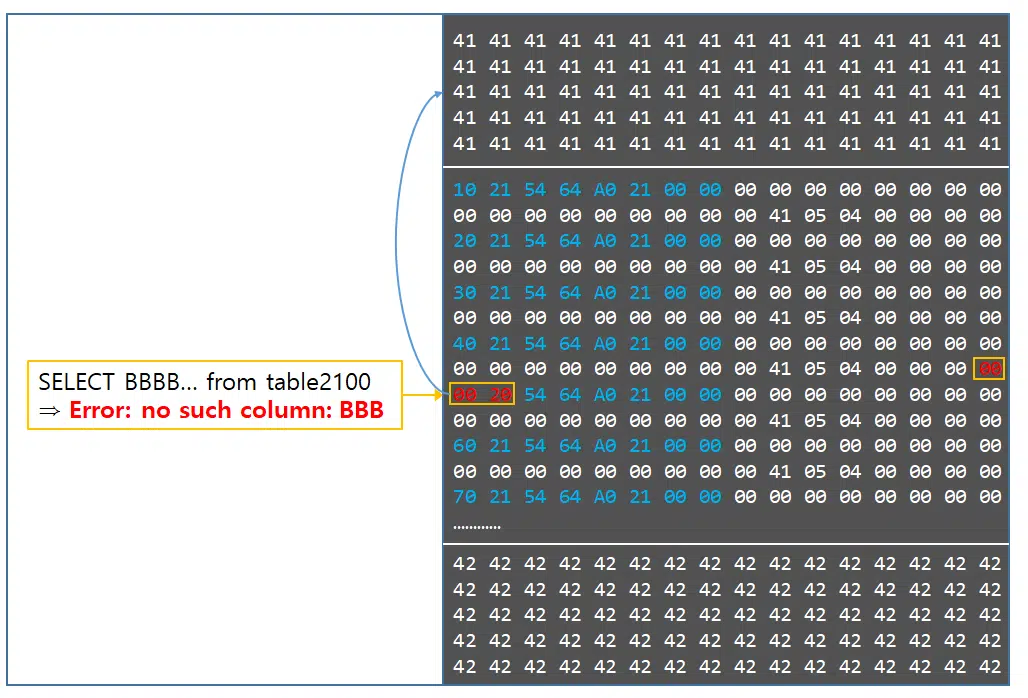 41 41 41 41 41 41 41 41 41 41 41 41 41 41 41 41
41 41 41 41 41 41 41 41 41 41 41 41 41 41 41 41
41 41 41 41 41 41 41 41 41 41 41 41 41 41 41 41
41 41 41 41 41 41 41 41 41 41 41 41 41 41 41 41
41 41 41 41 41 41 41 41 41 41 41 41 41 41 41 41
10 21 54 64 A0 21 00 00 00 00 00 00 00 00 00 00
00 00 00 00 00 00 00 00 00 41 05 04 00 00 00 00
20 21 54 64 A0 21 00 00 00 00 00 00 00 00 00 00
00 00 00 00 00 00 00 00 00 41 05 04 00 00 00 00
30 21 54 64 A0 21 00 00 00 00 00 00 00 00 00 00
00 00 00 00 00 00 00 00 00 41 05 04 00 00 00 00
40 21 54 64 A0 21 00 00 00 00 00 00 00 00 00 00
00 00 00 00 00 00 00 00 00 41 05 04 00 00 00 00
SELECT BBBB... from table2100
⇒ Error: no such column: BBB
00 20 54 64 A0 21 00 00 00 00 00 00 00 00 00 00
00 00 00 00 00 00 00 00 00 41 05 04 00 00 00 00
60 21 54 64 A0 21 00 00 00 00 00 00 00 00 00 00
00 00 00 00 00 00 00 00 00 41 05 04 00 00 00 00
70 21 54 64 A0 21 00 00 00 00 00 00 00 00 00 00
............
42 42 42 42 42 42 42 42 42 42 42 42 42 42 42 42
42 42 42 42 42 42 42 42 42 42 42 42 42 42 42 42
42 42 42 42 42 42 42 42 42 42 42 42 42 42 42 42
42 42 42 42 42 42 42 42 42 42 42 42 42 42 42 42
42 42 42 42 42 42 42 42 42 42 42 42 42 42 42 42